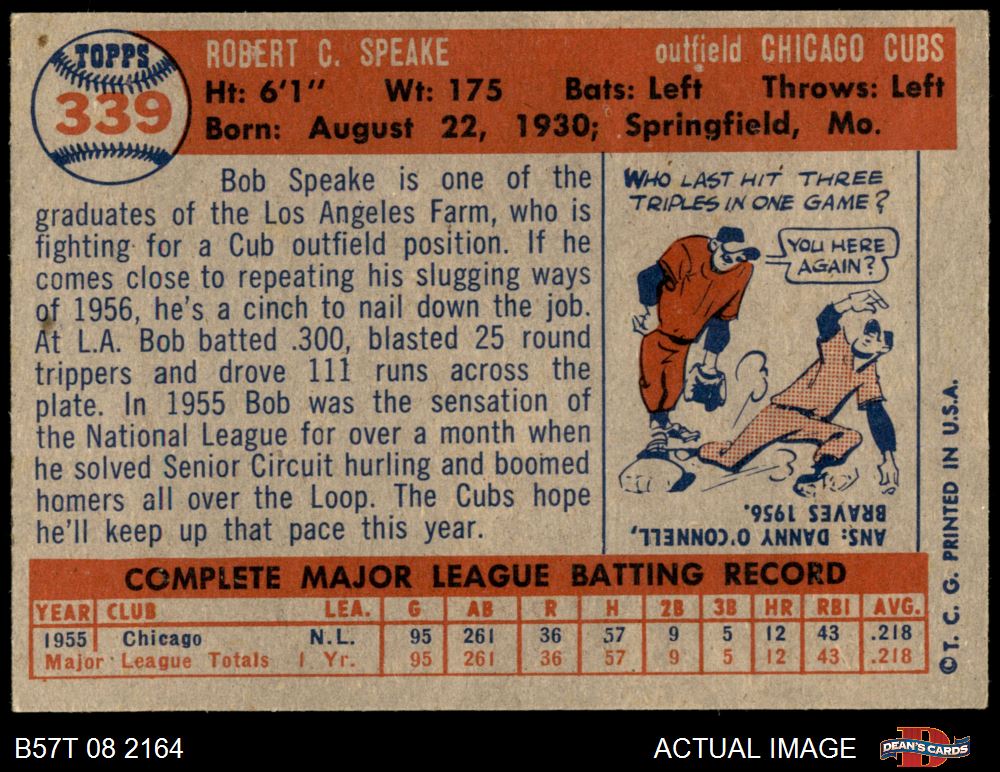 TOPPS
339
ROBERT C. SPEAKE outfield CHICAGO CUBS
Ht: 6'1" Wt: 175 Bats: Left Throws: Left
Born: August 22, 1930; Springfield, Mo.
Bob Speake is one of the
graduates of the Los Angeles Farm, who is
fighting for a Cub outfield position. If he
comes close to repeating his slugging ways
of 1956, he's a cinch to nail down the job.
At L.A. Bob batted .300, blasted 25 round
trippers and drove 111 runs across the
plate. In 1955 Bob was the sensation of
the National League for over a month when
he solved Senior Circuit hurling and boomed
homers all over the Loop. The Cubs hope
he'll keep up that pace this year.
WHO LAST HIT THREE
TRIPLES IN ONE GAME?
YOU HERE
AGAIN?
ANS: DANNY O'CONNELL,
BRAVES 1956.
COMPLETE MAJOR LEAGUE BATTING RECORD
YEAR CLUB LEA. G AB R H 2B 3B HR RBI AVG.
1955 Chicago N.L. 95 261 36 57 9 5 12 43 .218
Major League Totals 1 Yr. 95 261 36 57 9 5 12 43 .218
©T. C. G. PRINTED IN U.S.A.
B57T 08 2164 ACTUAL IMAGE
DEAN'S CARDS